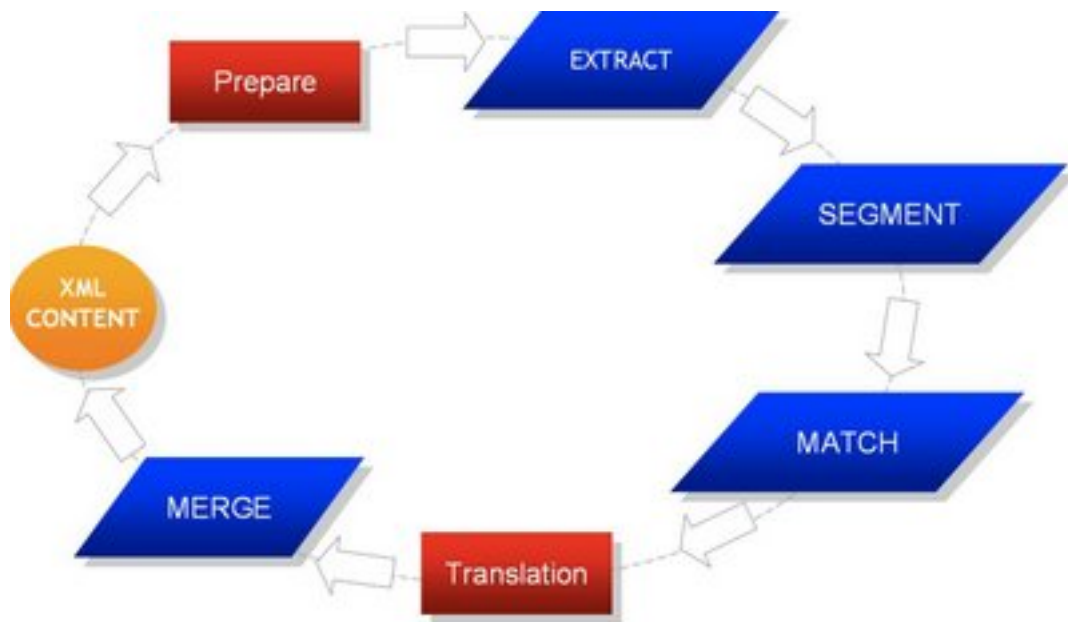 Prepare
EXTRACT
SEGMENT
XML
CONTENT
MATCH
MERGE
Translation